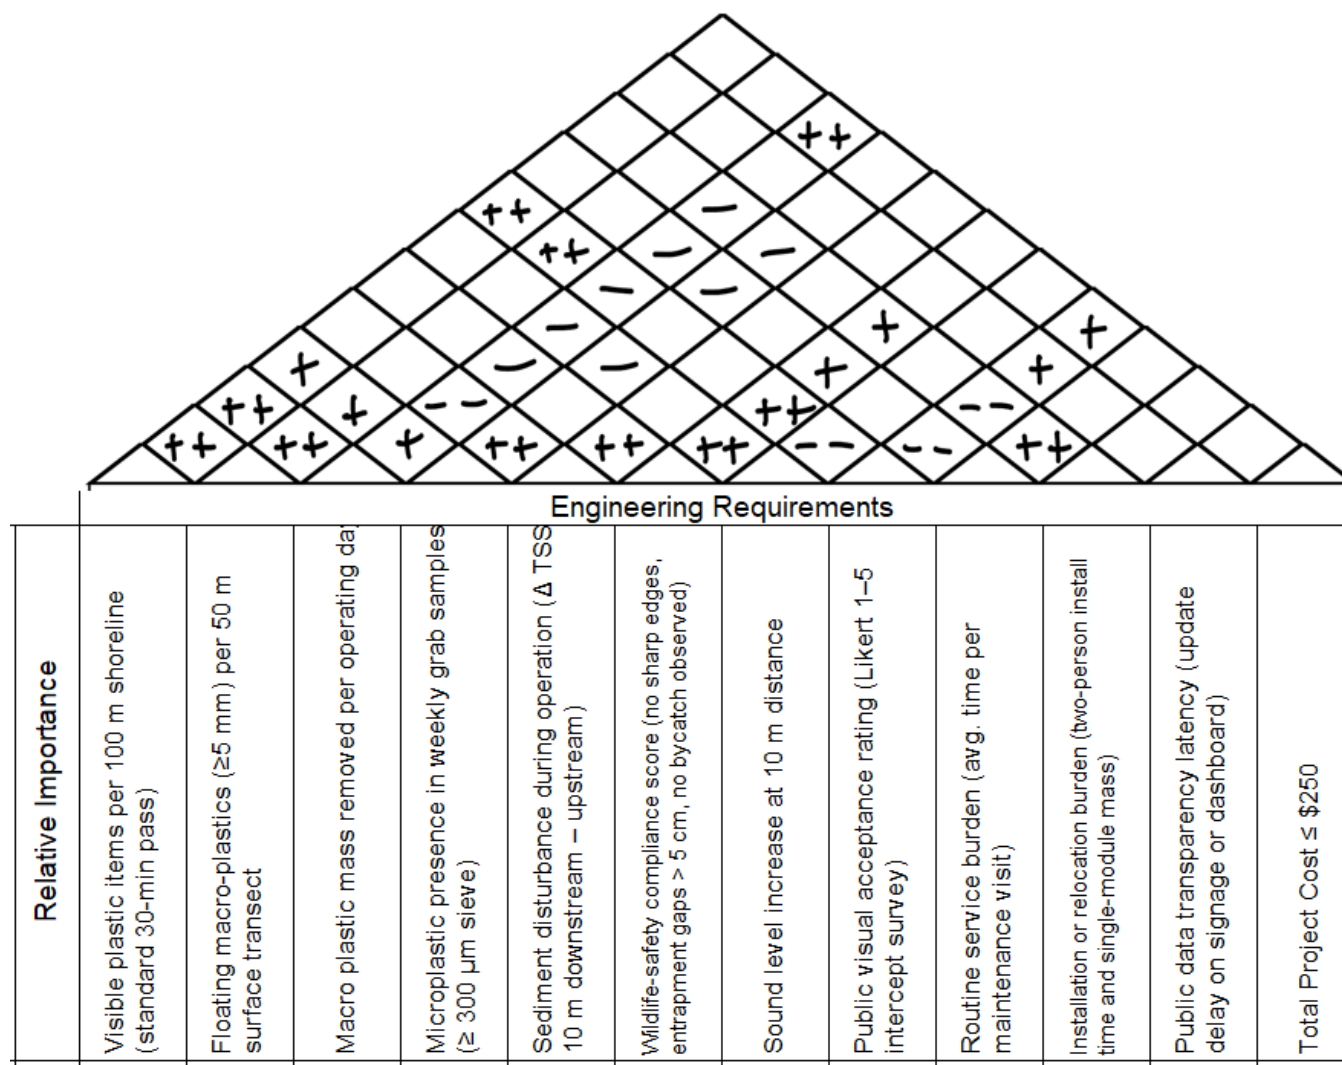 ++
++ −
++ − −
− −
− + +
+ − − + +
++ + − − ++ − −
++ ++ + ++ ++ ++ − − − − ++
Engineering Requirements
Relative Importance
Visible plastic items per 100 m shoreline
(standard 30-min pass)
Floating macro-plastics (≥5 mm) per 50 m
surface transect
Macro plastic mass removed per operating day
Microplastic presence in weekly grab samples
(≥ 300 µm sieve)
Sediment disturbance during operation (Δ TSS
10 m downstream – upstream)
Wildlife-safety compliance score (no sharp edges,
entrapment gaps > 5 cm, no bycatch observed)
Sound level increase at 10 m distance
Public visual acceptance rating (Likert 1–5
intercept survey)
Routine service burden (avg. time per
maintenance visit)
Installation or relocation burden (two-person install
time and single-module mass)
Public data transparency latency (update
delay on signage or dashboard)
Total Project Cost ≤ $250